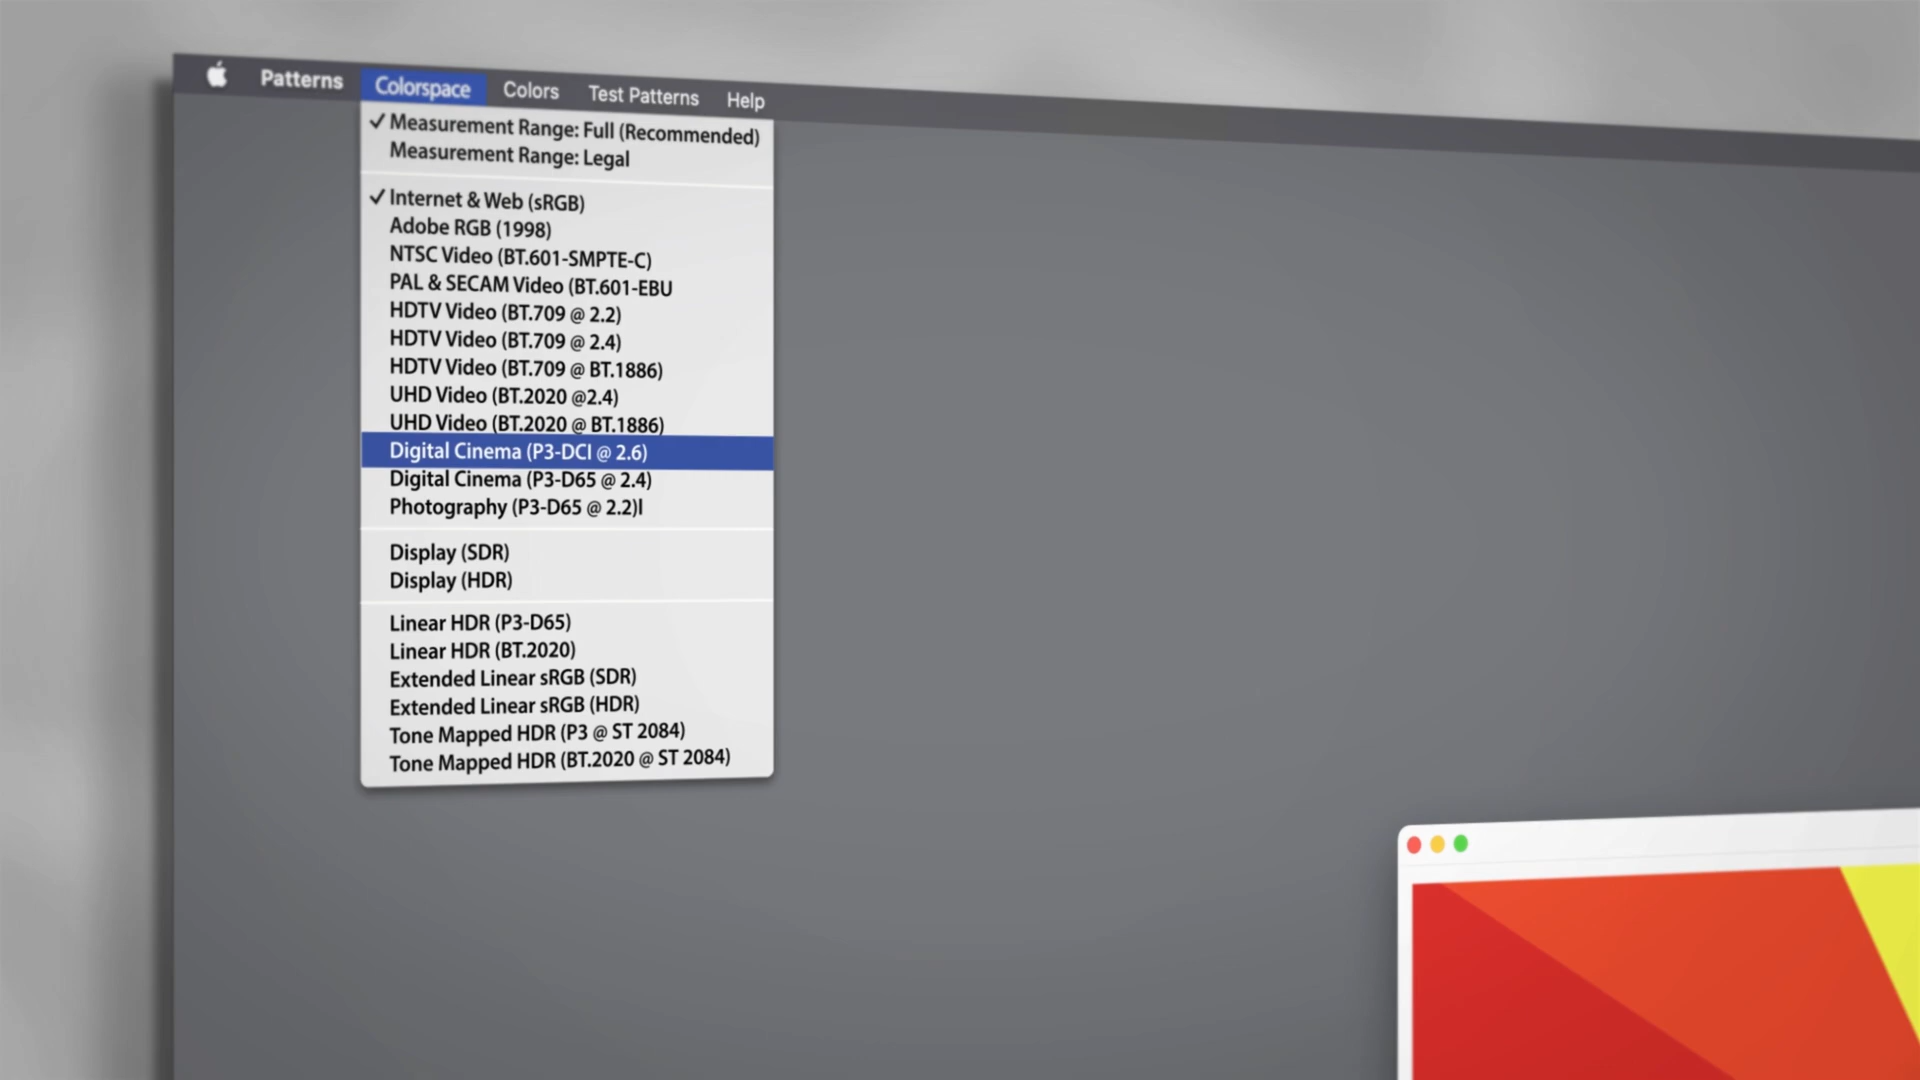 Patterns Colorspace Colors Test Patterns Help
✓ Measurement Range: Full (Recommended)
Measurement Range: Legal
✓ Internet & Web (sRGB)
Adobe RGB (1998)
NTSC Video (BT.601-SMPTE-C)
PAL & SECAM Video (BT.601-EBU
HDTV Video (BT.709 @ 2.2)
HDTV Video (BT.709 @ 2.4)
HDTV Video (BT.709 @ BT.1886)
UHD Video (BT.2020 @2.4)
UHD Video (BT.2020 @ BT.1886)
Digital Cinema (P3-DCI @ 2.6)
Digital Cinema (P3-D65 @ 2.4)
Photography (P3-D65 @ 2.2)l
Display (SDR)
Display (HDR)
Linear HDR (P3-D65)
Linear HDR (BT.2020)
Extended Linear sRGB (SDR)
Extended Linear sRGB (HDR)
Tone Mapped HDR (P3 @ ST 2084)
Tone Mapped HDR (BT.2020 @ ST 2084)